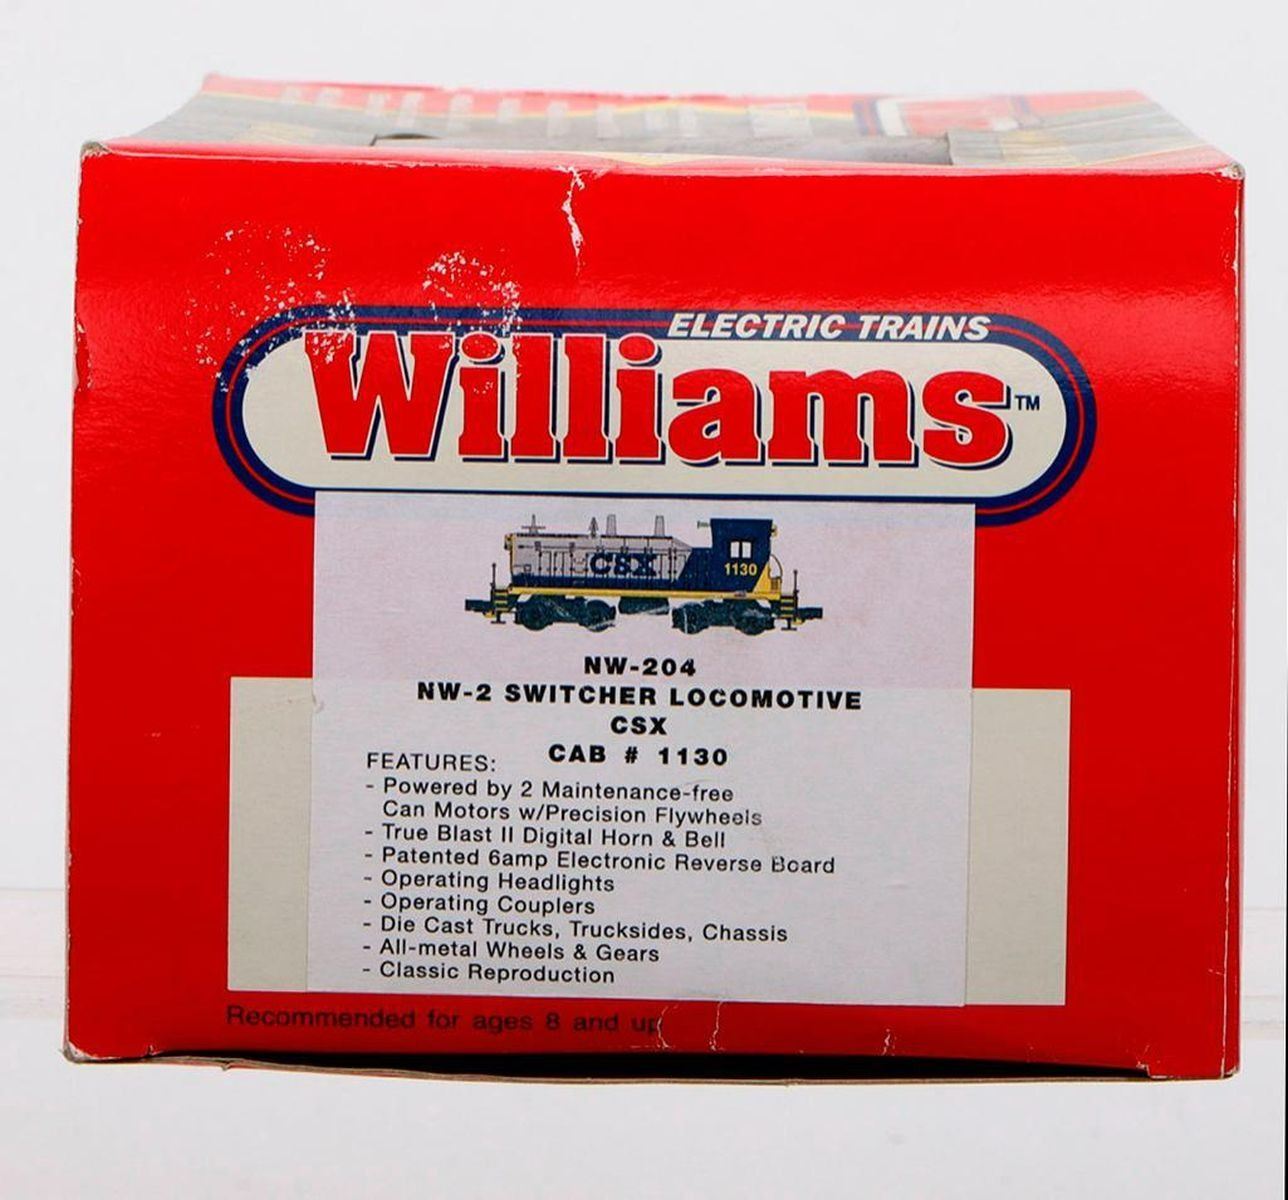 ELECTRIC TRAINS
Williams™
CSX
1130
NW-204
NW-2 SWITCHER LOCOMOTIVE
CSX
CAB # 1130
FEATURES:
- Powered by 2 Maintenance-free
Can Motors w/Precision Flywheels
- True Blast II Digital Horn & Bell
- Patented 6amp Electronic Reverse Board
- Operating Headlights
- Operating Couplers
- Die Cast Trucks, Trucksides, Chassis
- All-metal Wheels & Gears
- Classic Reproduction
Recommended for ages 8 and up